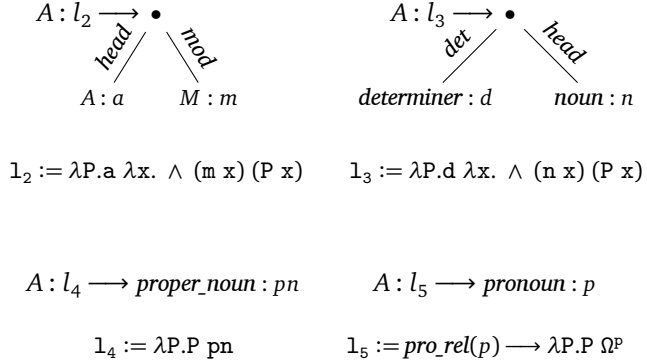 A : l₂ ⟶ •
head mod
A : a M : m
l₂ := λP.a λx. ∧ (m x) (P x)
A : l₃ ⟶ •
det head
determiner : d noun : n
l₃ := λP.d λx. ∧ (n x) (P x)
A : l₄ ⟶ proper_noun : pn
l₄ := λP.P pn
A : l₅ ⟶ pronoun : p
l₅ := pro_rel(p) ⟶ λP.P Ωᴾ